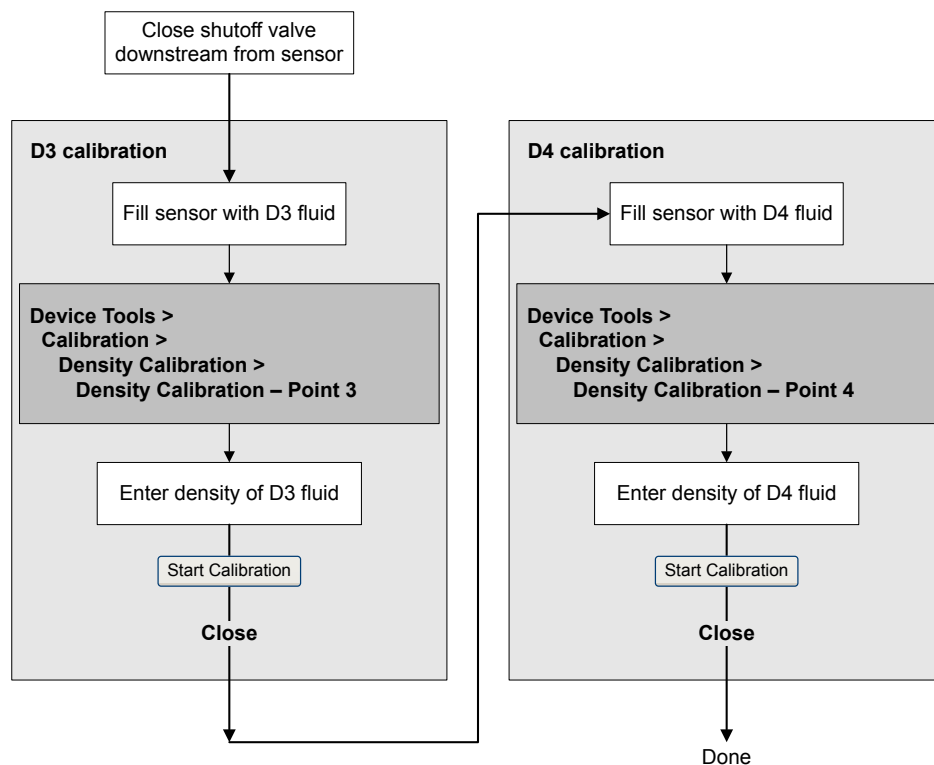 Close shutoff valve
downstream from sensor
D3 calibration
Fill sensor with D3 fluid
Device Tools >
Calibration >
Density Calibration >
Density Calibration – Point 3
Enter density of D3 fluid
Start Calibration
Close
D4 calibration
Fill sensor with D4 fluid
Device Tools >
Calibration >
Density Calibration >
Density Calibration – Point 4
Enter density of D4 fluid
Start Calibration
Close
Done